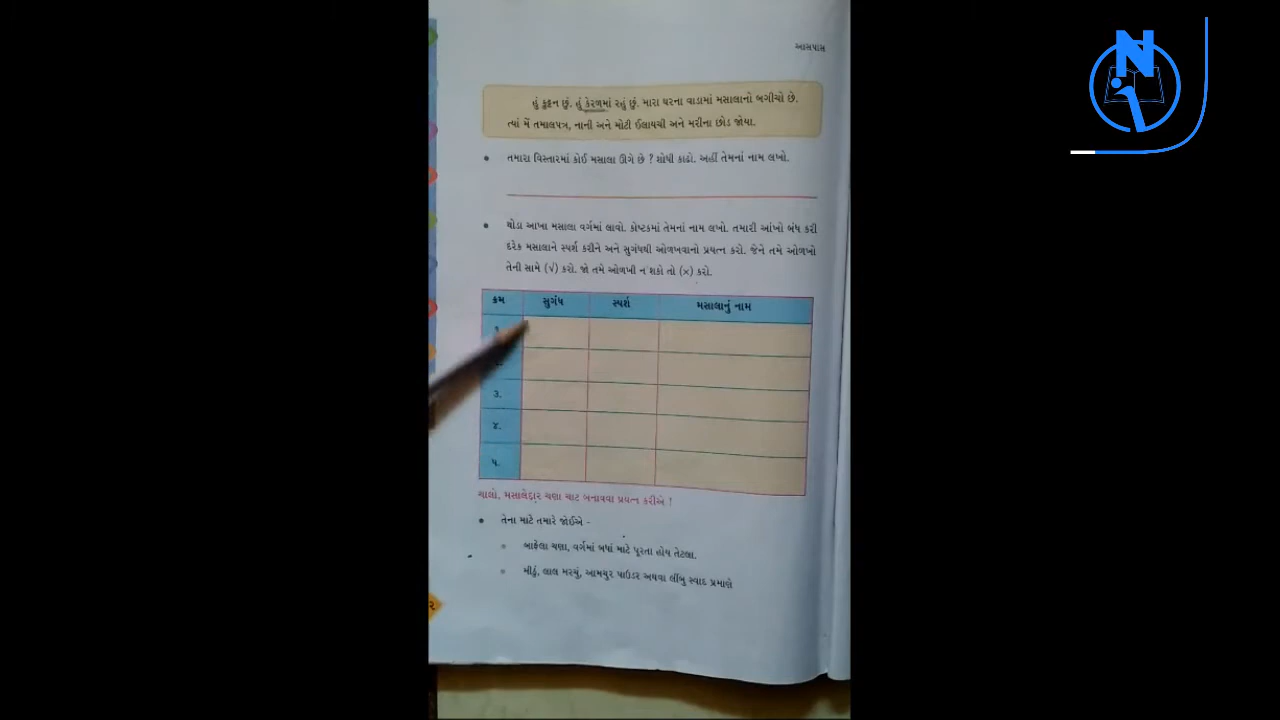 આસપાસ
હું કુટ્ટન છું. હું કેરળમાં રહું છું. મારા ઘરના વાડામાં મસાલાનો બગીચો છે.
ત્યાં મેં તમાલપત્ર, નાની અને મોટી ઈલાયચી અને મરીના છોડ જોયા.
• તમારા વિસ્તારમાં કોઈ મસાલા ઊગે છે ? શોધી કાઢો. અહીં તેમનાં નામ લખો.
• થોડા આખા મસાલા વર્ગમાં લાવો. કોષ્ટકમાં તેમનાં નામ લખો. તમારી આંખો બંધ કરી
દરેક મસાલાને સ્પર્શ કરીને અને સુગંધથી ઓળખવાનો પ્રયત્ન કરો. જેને તમે ઓળખો
તેની સામે (√) કરો. જો તમે ઓળખી ન શકો તો (×) કરો.
ક્રમ સુગંધ સ્પર્શ મસાલાનું નામ
૩.
૪.
૫.
ચાલો, મસાલેદાર ચણા ચાટ બનાવવા પ્રયત્ન કરીએ !
• તેના માટે તમારે જોઈએ -
બાફેલા ચણા, વર્ગમાં બધાં માટે પૂરતા હોય તેટલા.
મીઠું, લાલ મરચું, આમચુર પાઉડર અથવા લીંબુ સ્વાદ પ્રમાણે